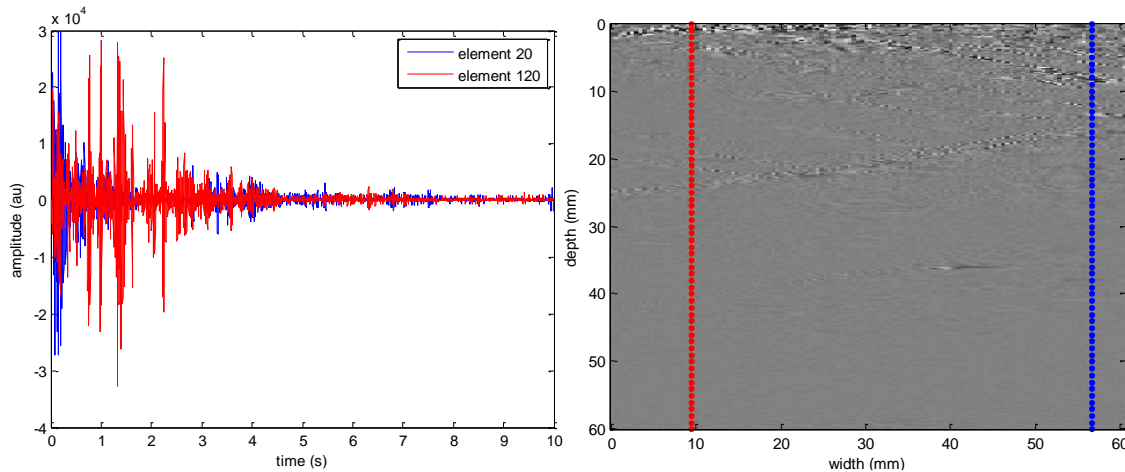 x 10⁴
3
2
1
0
-1
-2
-3
-4
amplitude (au)
0 1 2 3 4 5 6 7 8 9 10
time (s)
element 20
element 120
0
10
20
30
40
50
60
depth (mm)
0 10 20 30 40 50 60
width (mm)